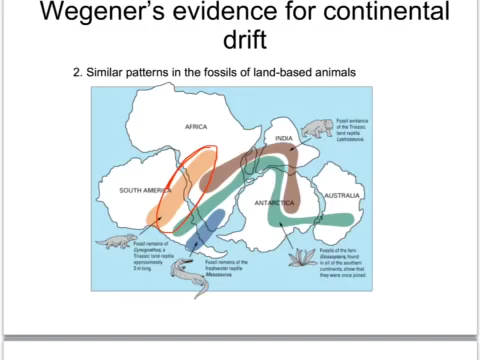 Wegener's evidence for continental
drift
2. Similar patterns in the fossils of land-based animals
AFRICA
INDIA
SOUTH AMERICA
ANTARCTICA
AUSTRALIA
Fossil evidence
of the Triassic
land reptile
Lystrosaurus.
Fossil remains of
Cynognathus, a
Triassic land reptile
approximately
3 m long.
Fossil remains of the
freshwater reptile
Mesosaurus.
Fossils of the fern
Glossopteris, found
in all of the southern
continents, show that
they were once joined.